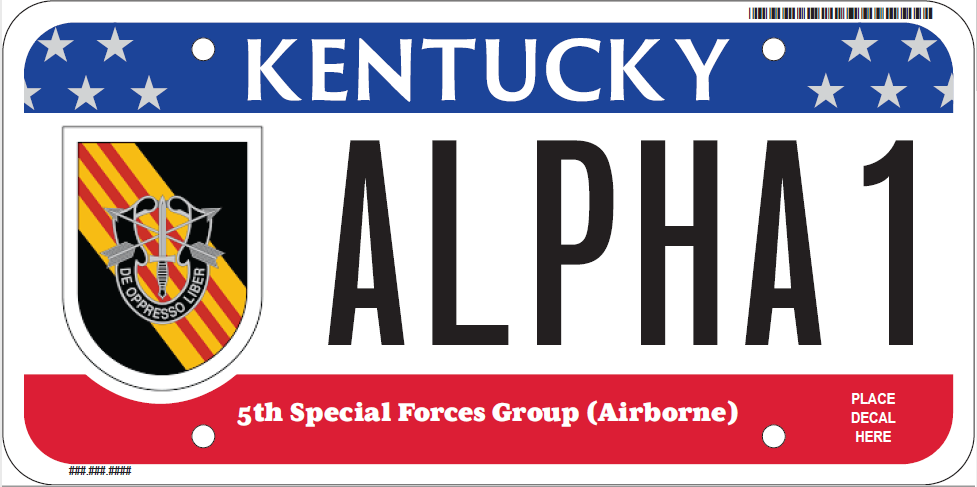 KENTUCKY
ALPHA1
DE OPPRESSO LIBER
5th Special Forces Group (Airborne)
PLACE
DECAL
HERE
###.###.####